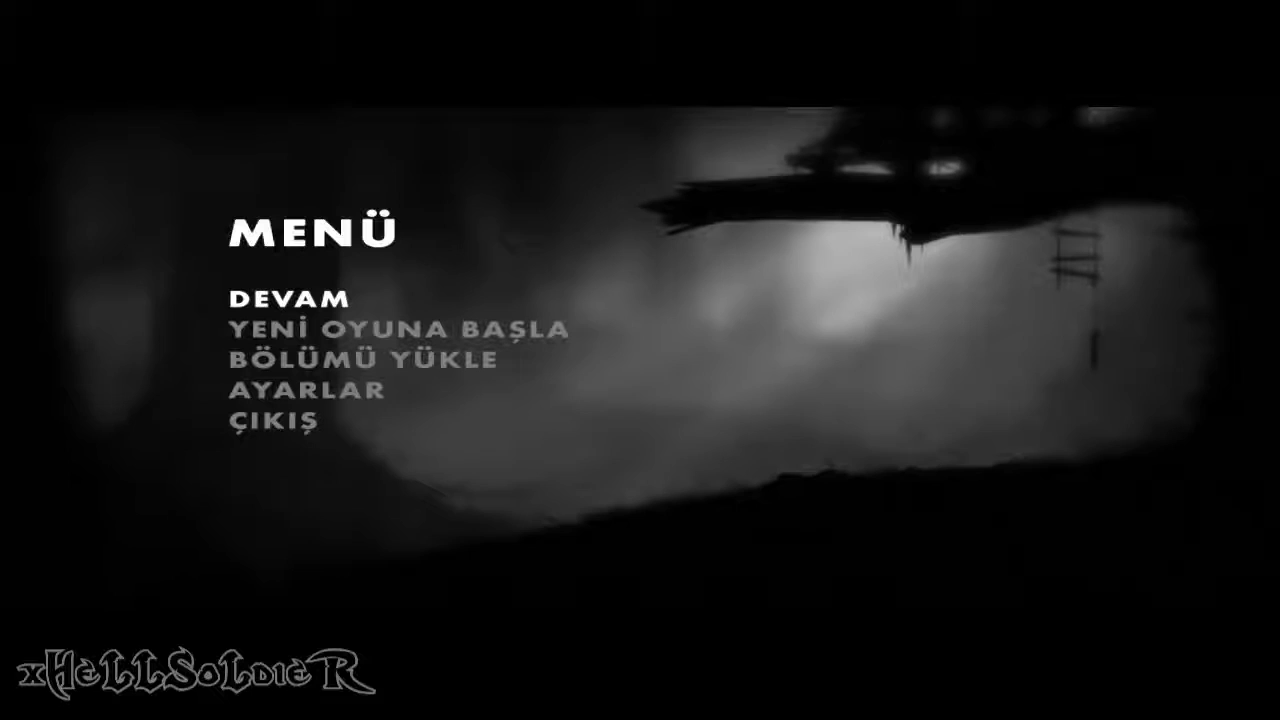 MENÜ
DEVAM
YENİ OYUNA BAŞLA
BÖLÜMÜ YÜKLE
AYARLAR
ÇIKIŞ
xHeLLSoLdieR